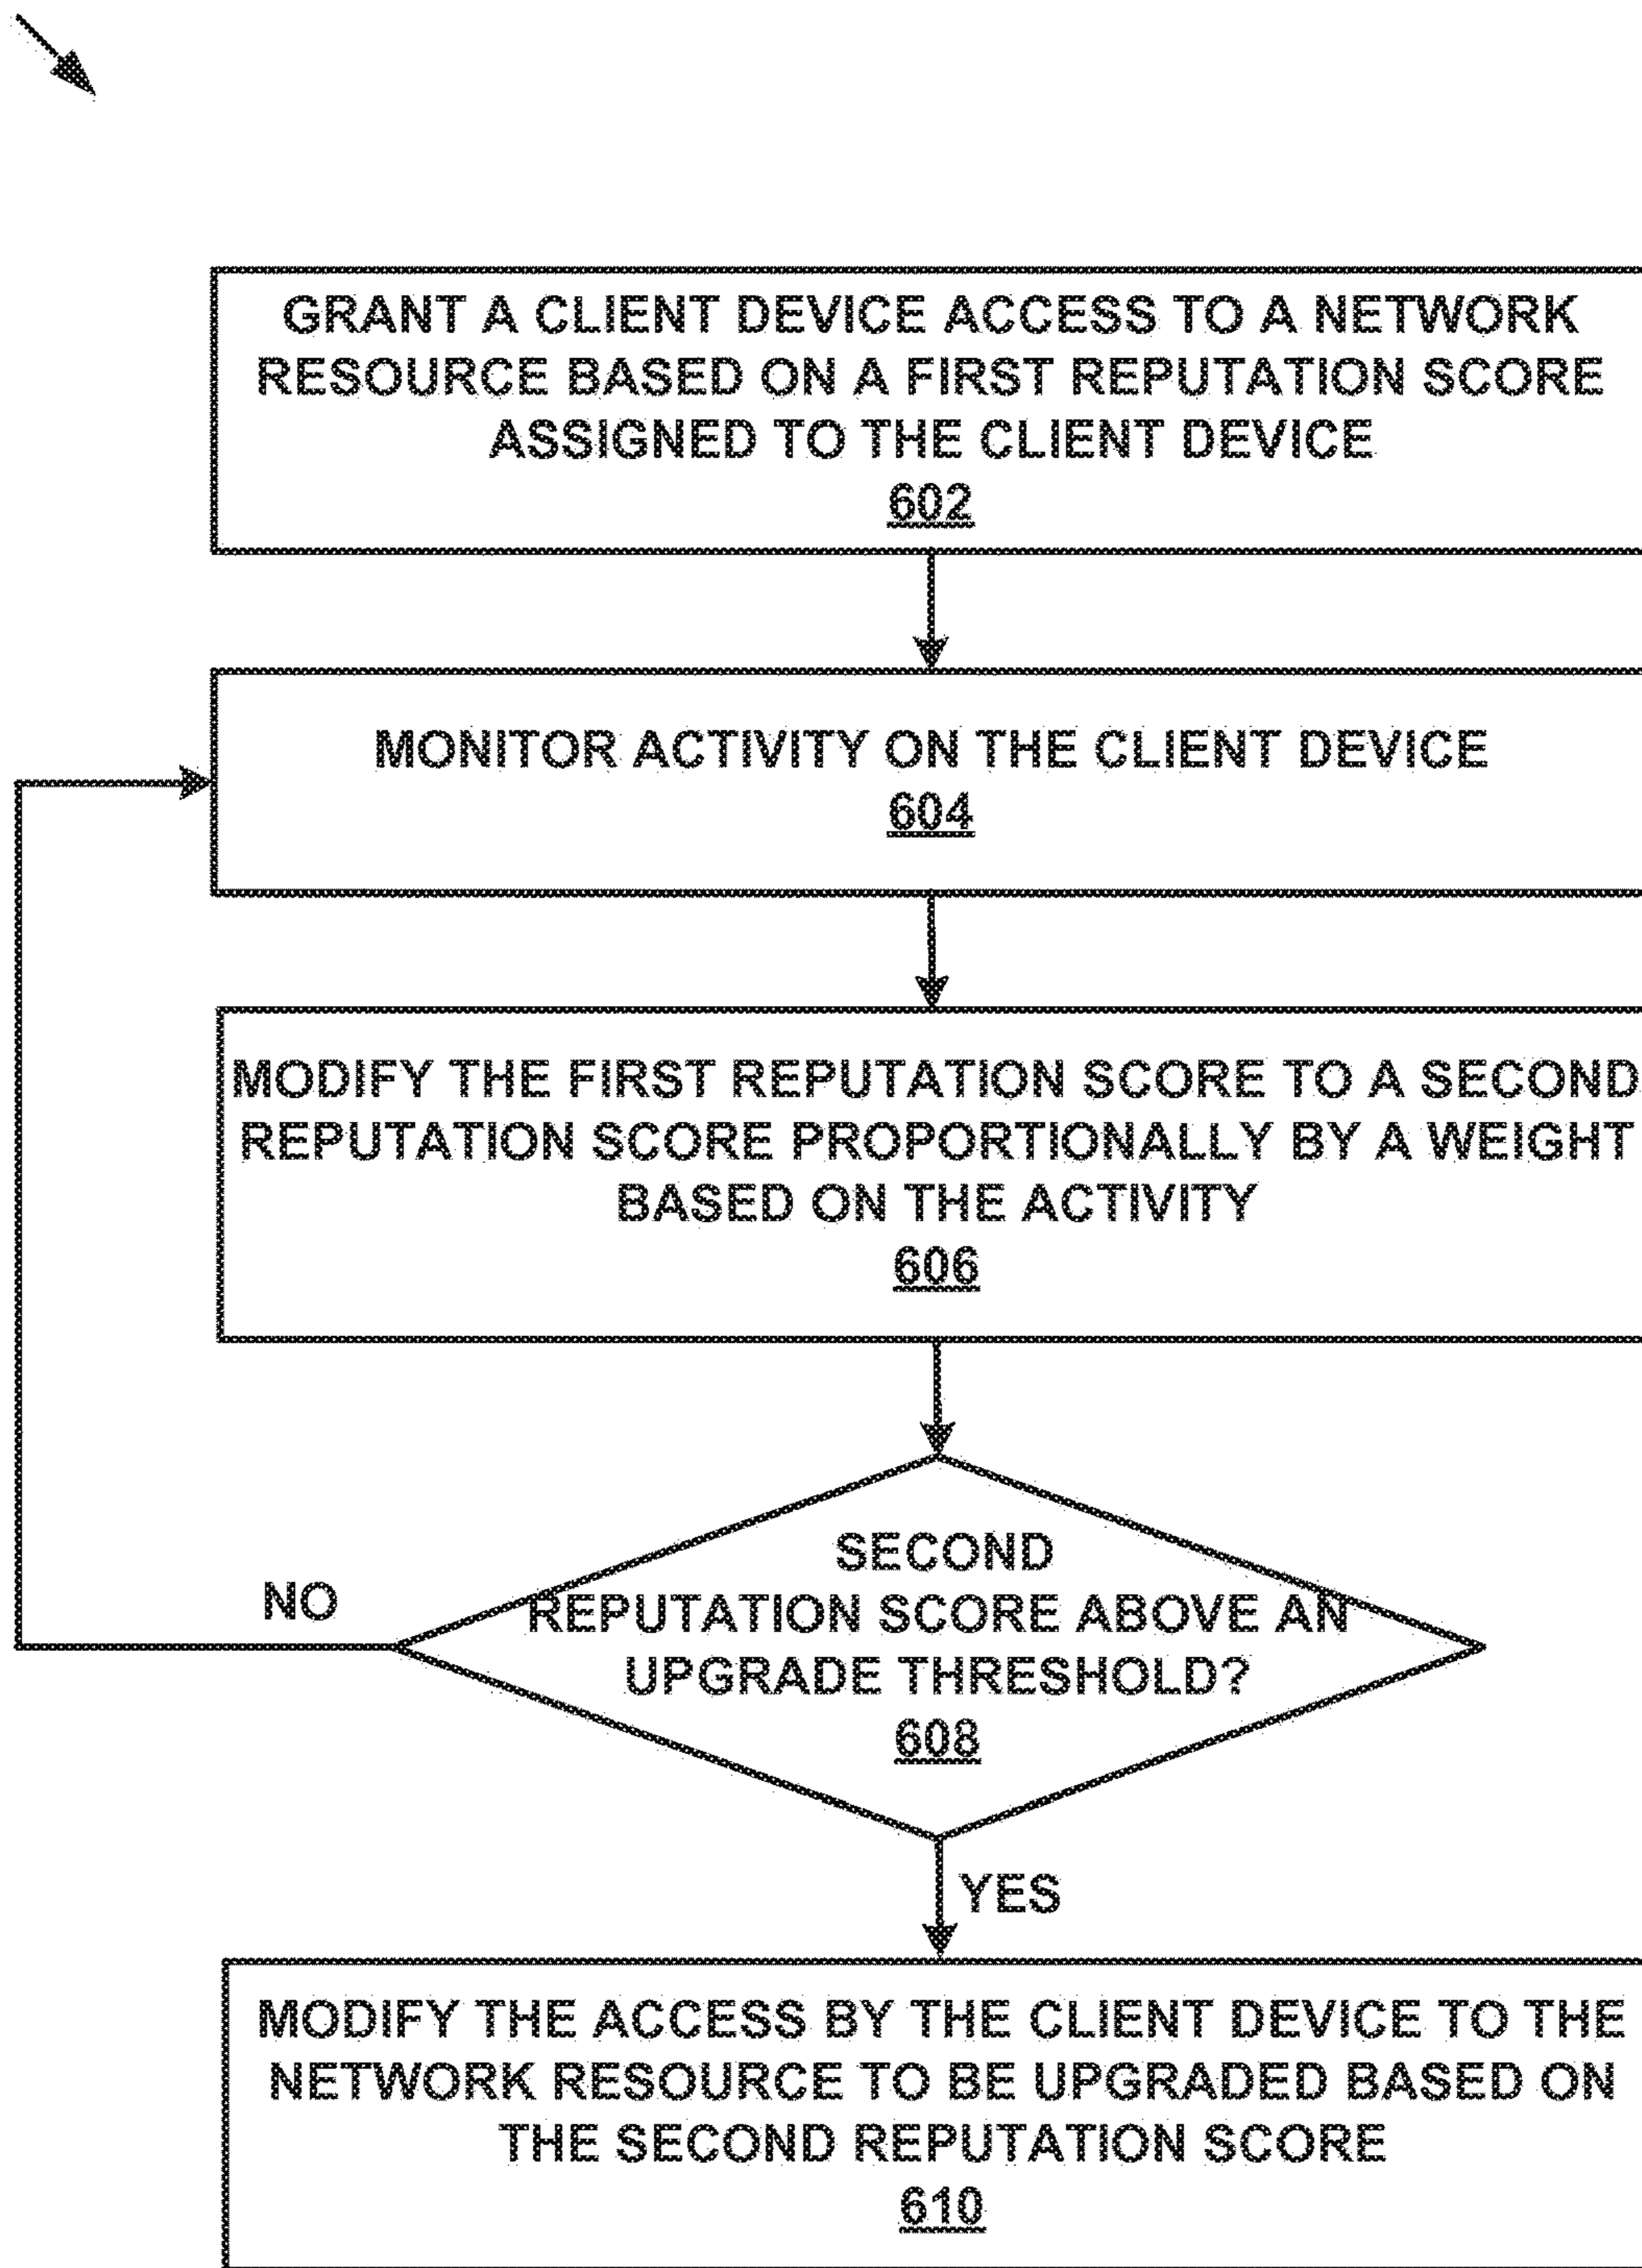 GRANT A CLIENT DEVICE ACCESS TO A NETWORK
RESOURCE BASED ON A FIRST REPUTATION SCORE
ASSIGNED TO THE CLIENT DEVICE
602
MONITOR ACTIVITY ON THE CLIENT DEVICE
604
MODIFY THE FIRST REPUTATION SCORE TO A SECOND
REPUTATION SCORE PROPORTIONALLY BY A WEIGHT
BASED ON THE ACTIVITY
606
SECOND
REPUTATION SCORE ABOVE AN
UPGRADE THRESHOLD?
608
NO
YES
MODIFY THE ACCESS BY THE CLIENT DEVICE TO THE
NETWORK RESOURCE TO BE UPGRADED BASED ON
THE SECOND REPUTATION SCORE
610